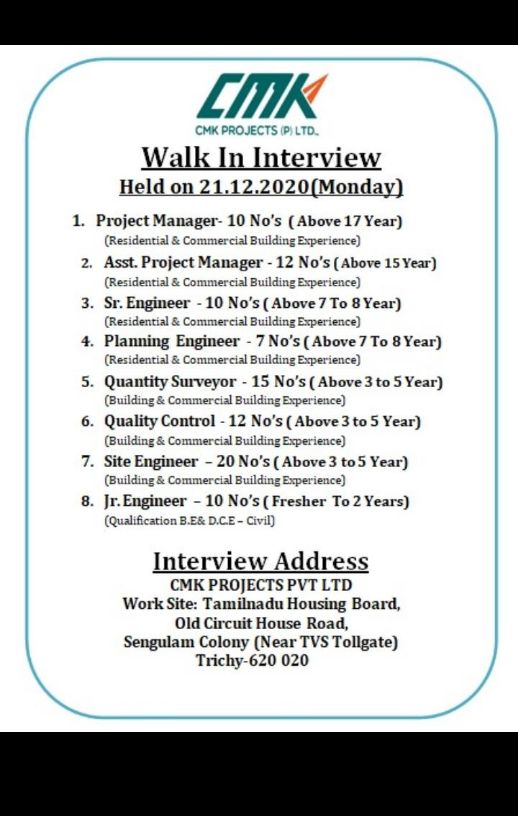 CMK
CMK PROJECTS (P) LTD.,
Walk In Interview
Held on 21.12.2020(Monday)
1. Project Manager- 10 No's ( Above 17 Year)
(Residential & Commercial Building Experience)
2. Asst. Project Manager - 12 No's ( Above 15 Year)
(Residential & Commercial Building Experience)
3. Sr. Engineer - 10 No's ( Above 7 To 8 Year)
(Residential & Commercial Building Experience)
4. Planning Engineer - 7 No's ( Above 7 To 8 Year)
(Residential & Commercial Building Experience)
5. Quantity Surveyor - 15 No's ( Above 3 to 5 Year)
(Building & Commercial Building Experience)
6. Quality Control - 12 No's ( Above 3 to 5 Year)
(Building & Commercial Building Experience)
7. Site Engineer – 20 No's ( Above 3 to 5 Year)
(Building & Commercial Building Experience)
8. Jr. Engineer – 10 No's ( Fresher To 2 Years)
(Qualification B.E& D.C.E – Civil)
Interview Address
CMK PROJECTS PVT LTD
Work Site: Tamilnadu Housing Board,
Old Circuit House Road,
Sengulam Colony (Near TVS Tollgate)
Trichy-620 020